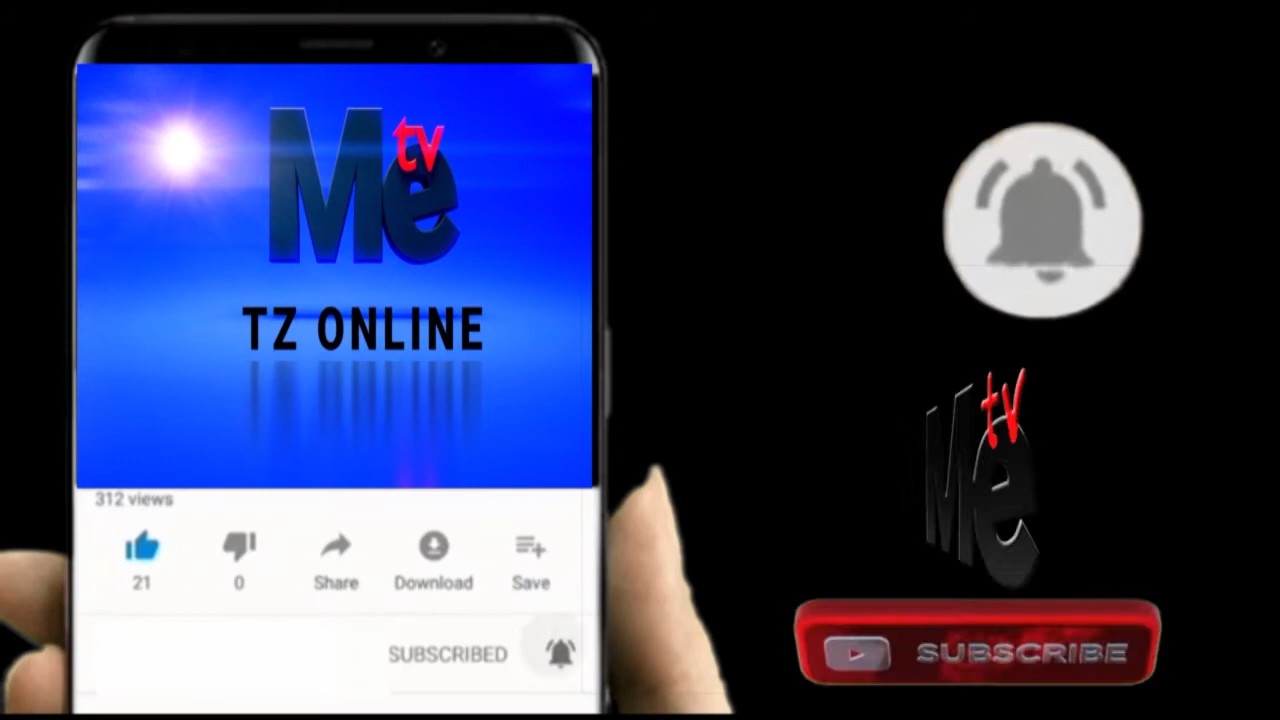 Me tv
TZ ONLINE
312 views
21
0
Share
Download
Save
SUBSCRIBED
Me tv
SUBSCRIBE